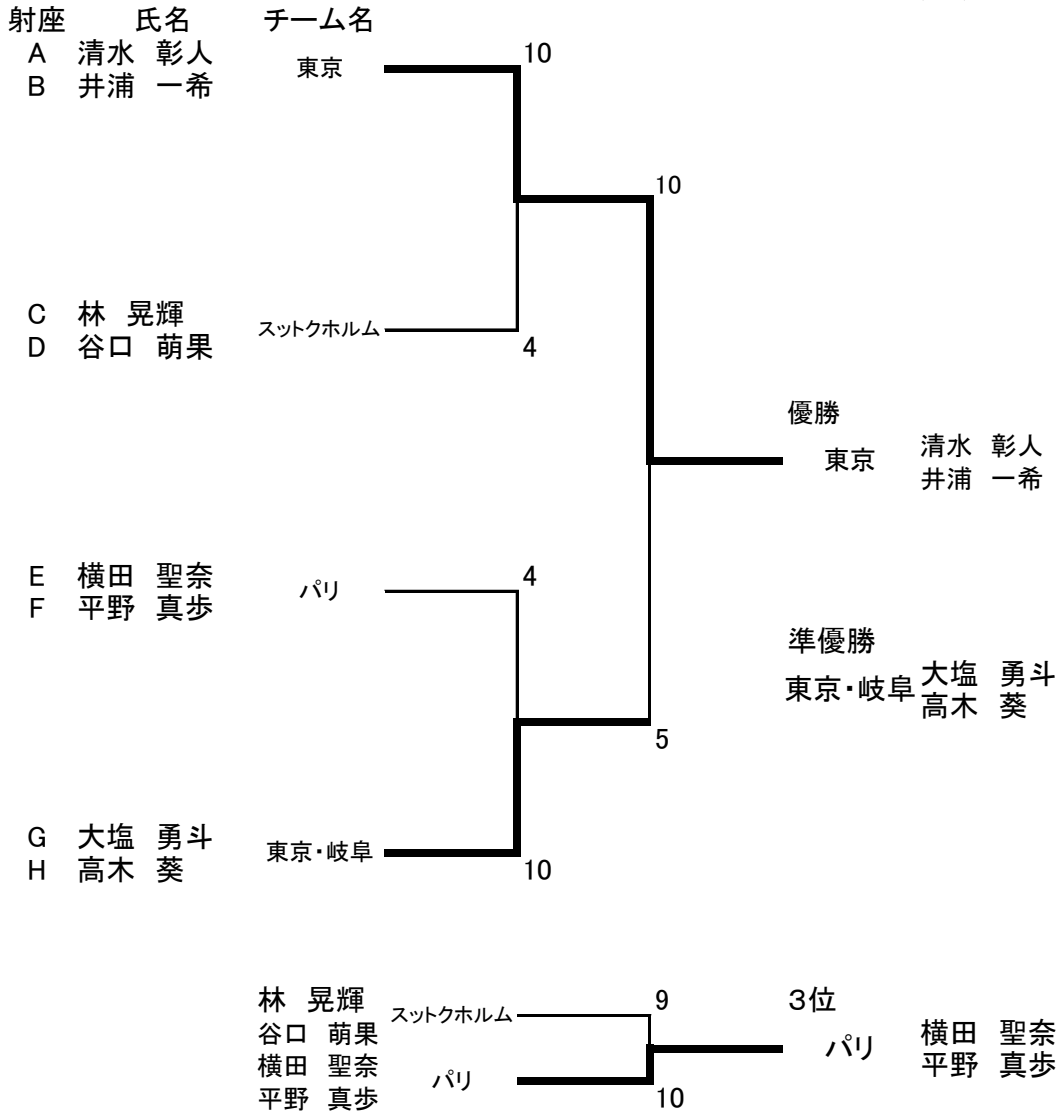 射座 氏名 チーム名
A 清水 彰人
B 井浦 一希
東京
10
10
C 林 晃輝
D 谷口 萌果
スットクホルム
4
優勝
東京
清水 彰人
井浦 一希
E 横田 聖奈
F 平野 真歩
パリ
4
準優勝
東京・岐阜
大塩 勇斗
高木 葵
5
G 大塩 勇斗
H 高木 葵
東京・岐阜
10
林 晃輝
谷口 萌果
スットクホルム
9
横田 聖奈
平野 真歩
パリ
10
3位
パリ
横田 聖奈
平野 真歩